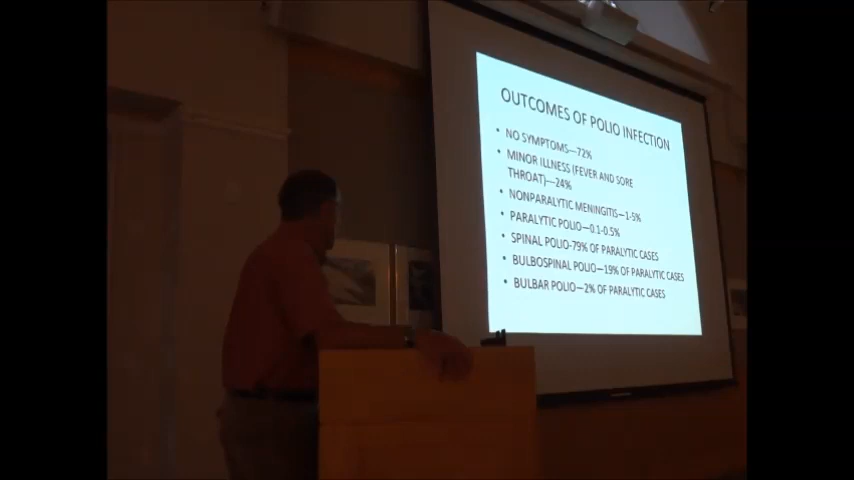 OUTCOMES OF POLIO INFECTION
• NO SYMPTOMS—72%
• MINOR ILLNESS (FEVER AND SORE
THROAT)—24%
• NONPARALYTIC MENINGITIS—1-5%
• PARALYTIC POLIO—0.1-0.5%
• SPINAL POLIO-79% OF PARALYTIC CASES
• BULBOSPINAL POLIO—19% OF PARALYTIC CASES
• BULBAR POLIO—2% OF PARALYTIC CASES